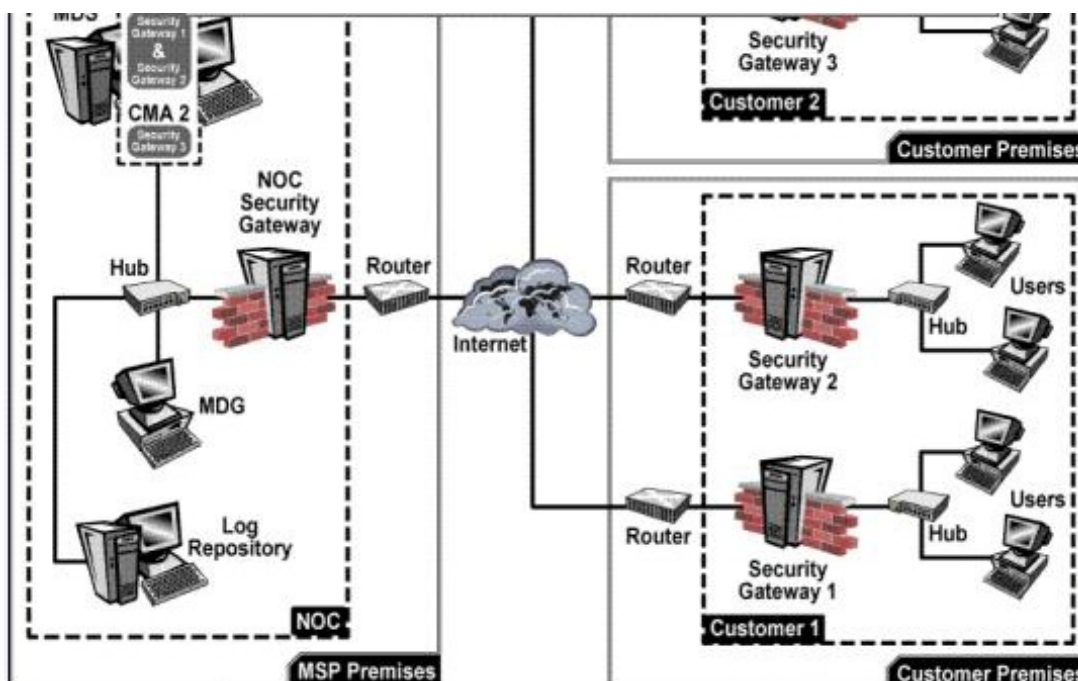 MDS
Security
Gateway 1
&
Security
Gateway 2
CMA 2
Security
Gateway 3
NOC
Security
Gateway
Hub
Router
MDG
Log
Repository
NOC
MSP Premises
Internet
Security
Gateway 3
Customer 2
Customer Premises
Router
Security
Gateway 2
Hub
Users
Router
Security
Gateway 1
Hub
Users
Customer 1
Customer Premises